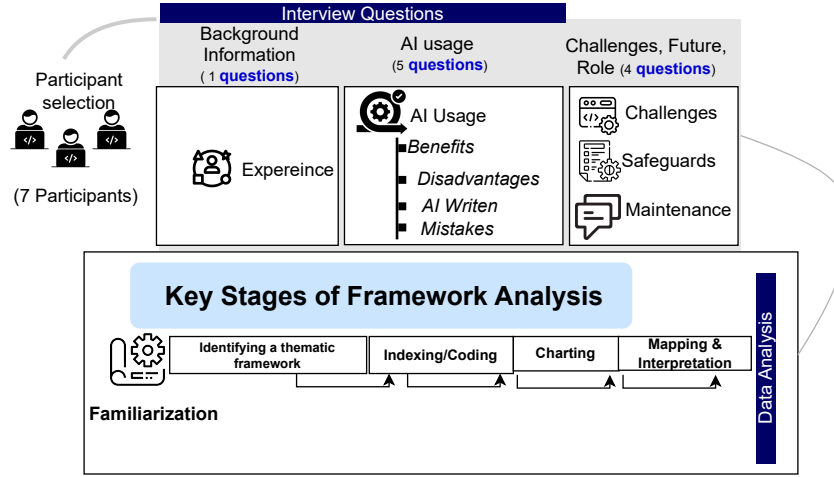 Interview Questions
Participant
selection
(7 Participants)
Background
Information
( 1 questions)
Expereince
AI usage
(5 questions)
AI Usage
Benefits
Disadvantages
AI Writen
Mistakes
Challenges, Future,
Role (4 questions)
Challenges
Safeguards
Maintenance
Key Stages of Framework Analysis
Familiarization
Identifying a thematic
framework
Indexing/Coding
Charting
Mapping &
Interpretation
Data Analysis